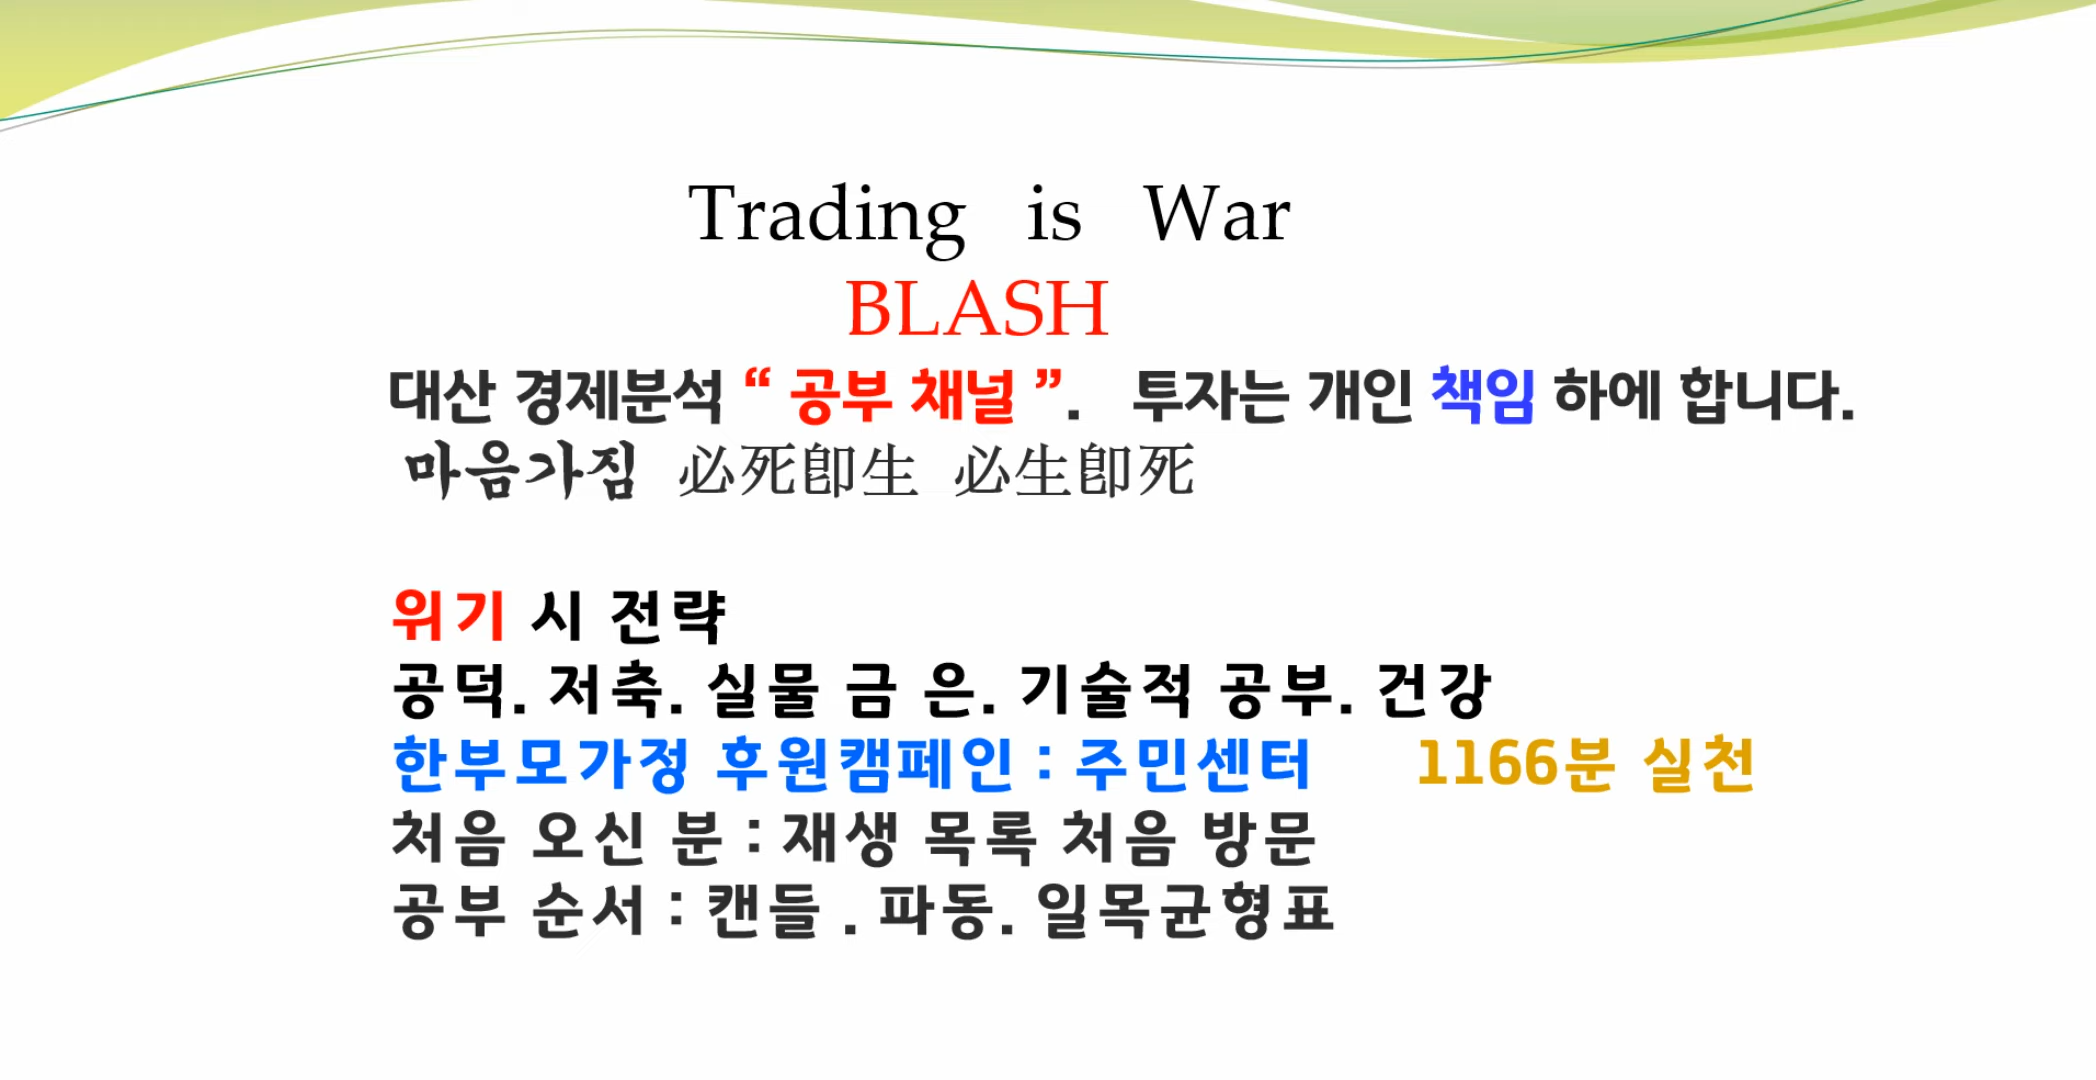 Trading is War
BLASH
대산 경제분석 “ 공부 채널 ”. 투자는 개인 책임 하에 합니다.
마음가짐 必死卽生 必生卽死
위기 시 전략
공덕. 저축. 실물 금 은. 기술적 공부. 건강
한부모가정 후원캠페인 : 주민센터 1166분 실천
처음 오신 분 : 재생 목록 처음 방문
공부 순서 : 캔들 . 파동. 일목균형표